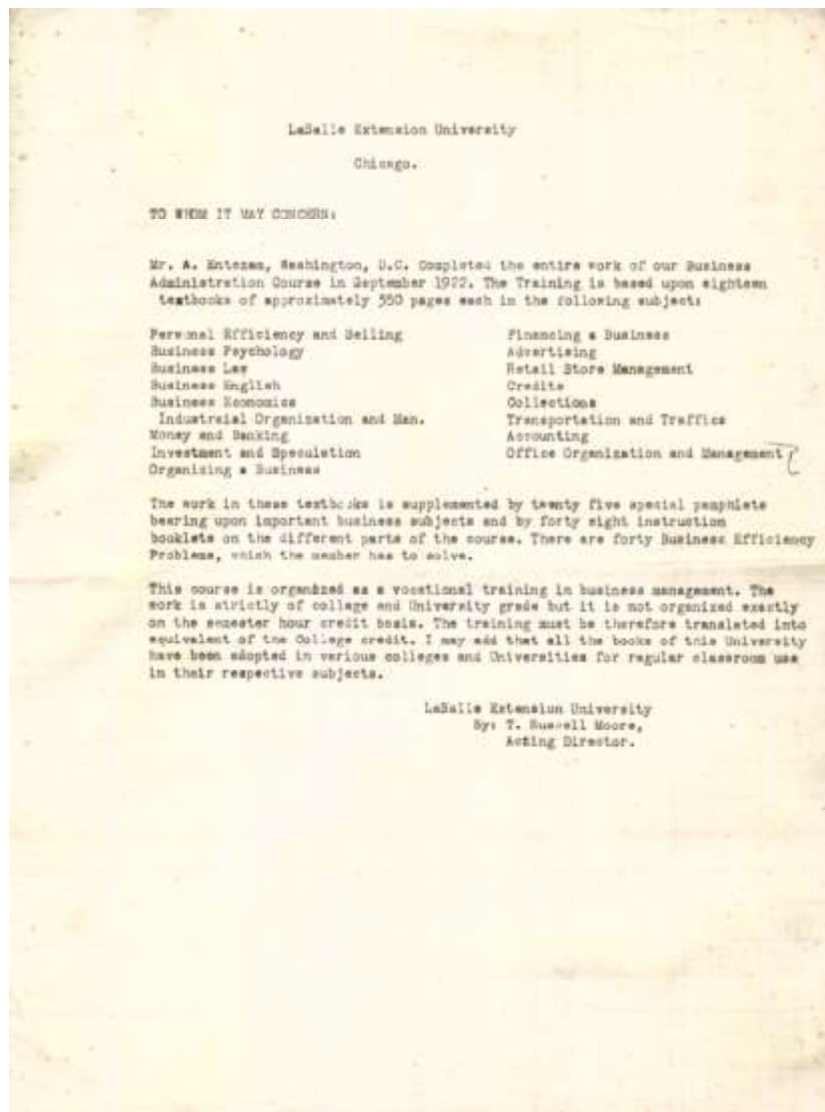 LaSalle Extension University
Chicago.
TO WHOM IT MAY CONCERN:
Mr. A. Entezam, Washington, D.C. Completed the entire work of our Business
Administration Course in September 1922. The Training is based upon eighteen
textbooks of approximately 350 pages each in the following subject:
Personal Efficiency and Selling
Business Psychology
Business Law
Business English
Business Economics
Industraial Organization and Man.
Money and Banking
Investment and Speculation
Organizing a Business
Financing a Business
Advertising
Retail Store Management
Credits
Collections
Transportation and Traffics
Accounting
Office Organization and Management
The work in these textbooks is supplemented by twenty five special pamphlets
bearing upon important business subjects and by forty eight instruction
booklets on the different parts of the course. There are forty Business Efficiency
Problems, which the member has to solve.
This course is organized as a vocational training in business management. The
work is strictly of college and University grade but it is not organized exactly
on the semester hour credit basis. The training must be therefore translated into
equivalent of the College credit. I may add that all the books of this University
have been adopted in various colleges and Universities for regular classroom use
in their respective subjects.
LaSalle Extension University
By: T. Russell Moore,
Acting Director.